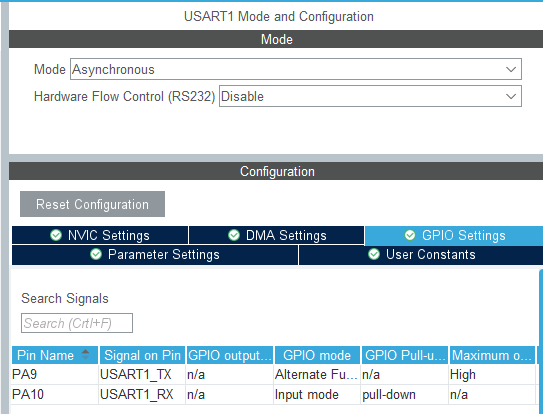 USART1 Mode and Configuration
Mode
Mode Asynchronous
Hardware Flow Control (RS232) Disable
Configuration
Reset Configuration
NVIC Settings DMA Settings GPIO Settings
Parameter Settings User Constants
Search Signals
Search (Crtl+F)
Pin Name Signal on Pin GPIO output... GPIO mode GPIO Pull-u... Maximum o...
PA9 USART1_TX n/a Alternate Fu... n/a High
PA10 USART1_RX n/a Input mode pull-down n/a